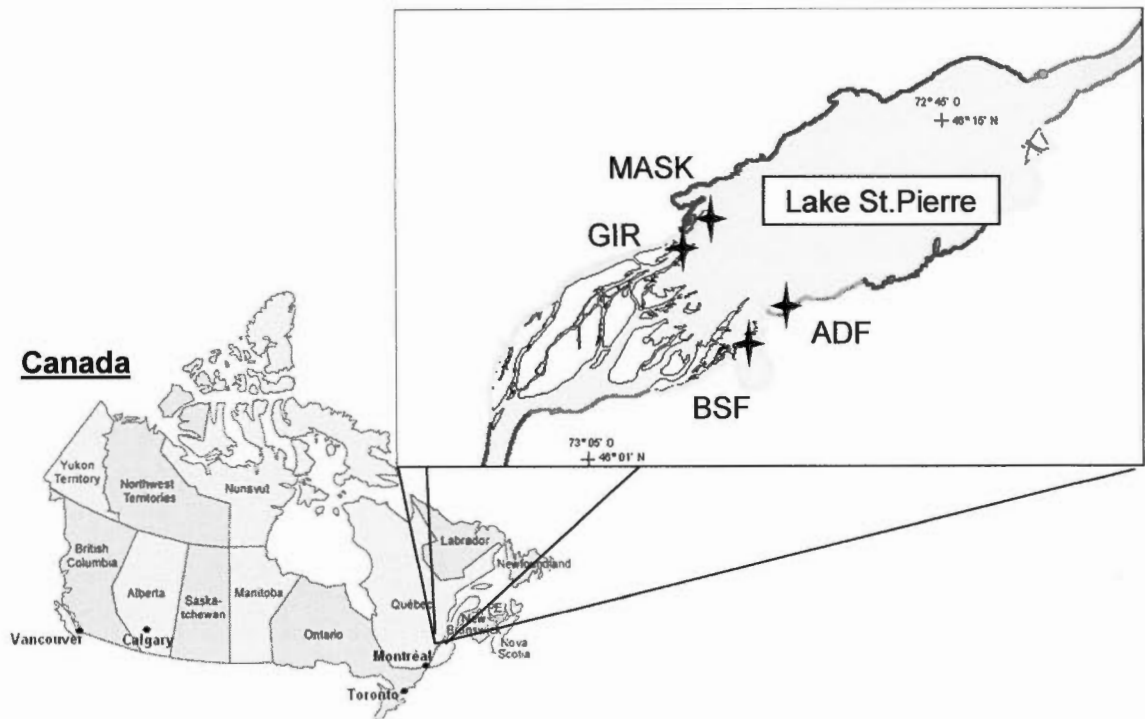 72° 45' O
46° 15' N
MASK
Lake St.Pierre
GIR
ADF
BSF
73° 05' O
46° 01' N
Canada
Yukon
Territory
Northwest
Territories
Nunsvut
British
Columbia
Alberta
Saska-
tchewan
Manitoba
Ontario
Québec
Labrador
Newfoundland
PEI
New
Brunswick
Nova
Scotia
Vancouver
Calgary
Montréal
Toronto